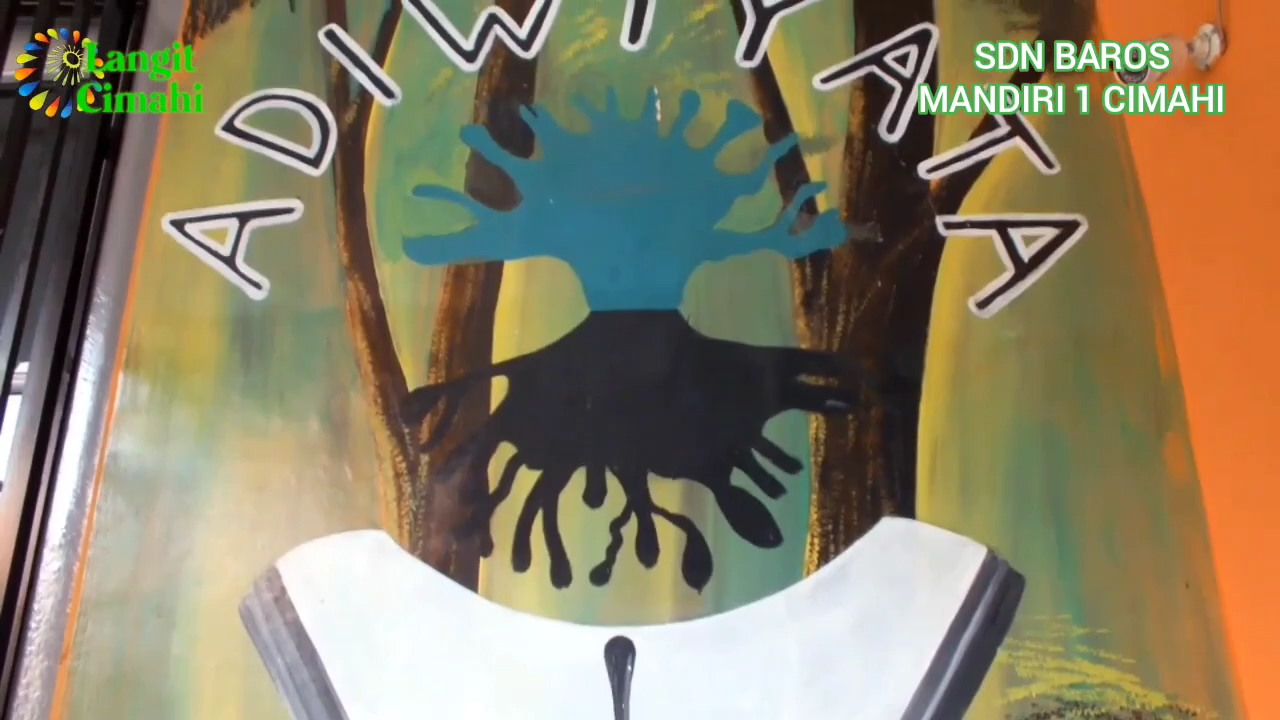 Langit
Cimahi
SDN BAROS
MANDIRI 1 CIMAHI
ADIWIYATA